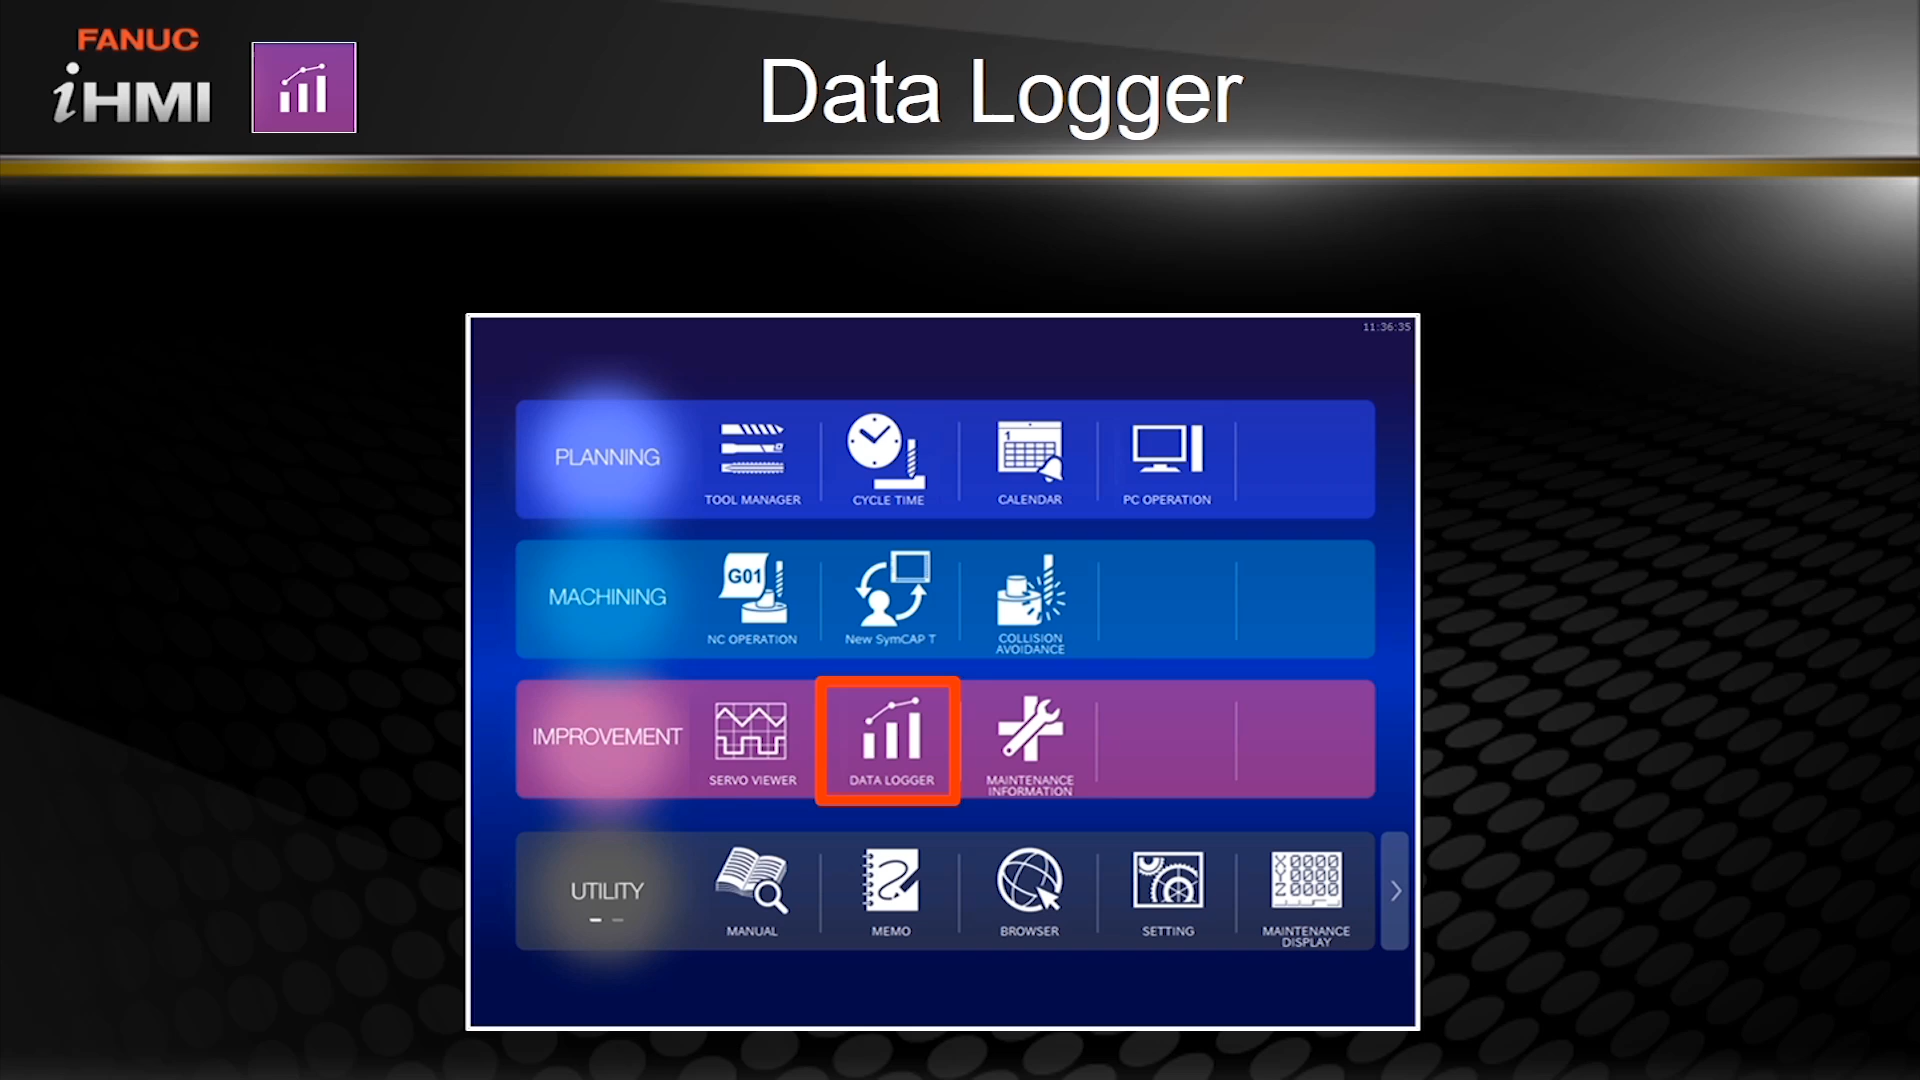 FANUC
iHMI
Data Logger
11:36:35
PLANNING
TOOL MANAGER
CYCLE TIME
1
CALENDAR
PC OPERATION
MACHINING
G01
NC OPERATION
New SymCAP T
COLLISION
AVOIDANCE
IMPROVEMENT
SERVO VIEWER
DATA LOGGER
MAINTENANCE
INFORMATION
UTILITY
MANUAL
MEMO
BROWSER
SETTING
X0000
Y0000
Z0000
MAINTENANCE
DISPLAY